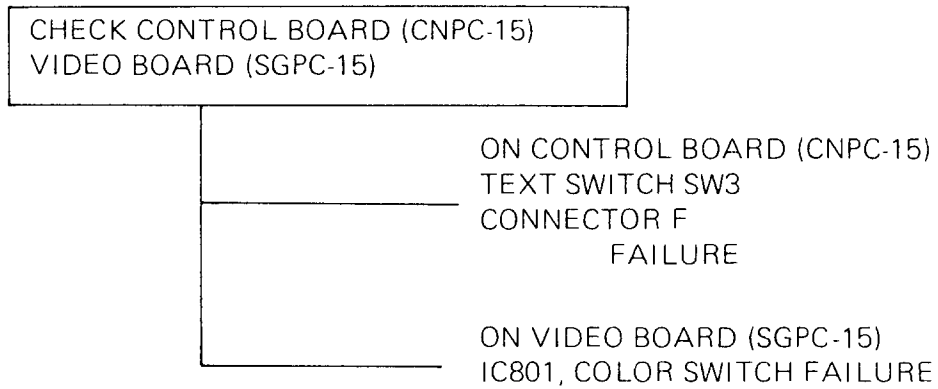 CHECK CONTROL BOARD (CNPC-15)
VIDEO BOARD (SGPC-15)
ON CONTROL BOARD (CNPC-15)
TEXT SWITCH SW3
CONNECTOR F
FAILURE
ON VIDEO BOARD (SGPC-15)
IC801, COLOR SWITCH FAILURE